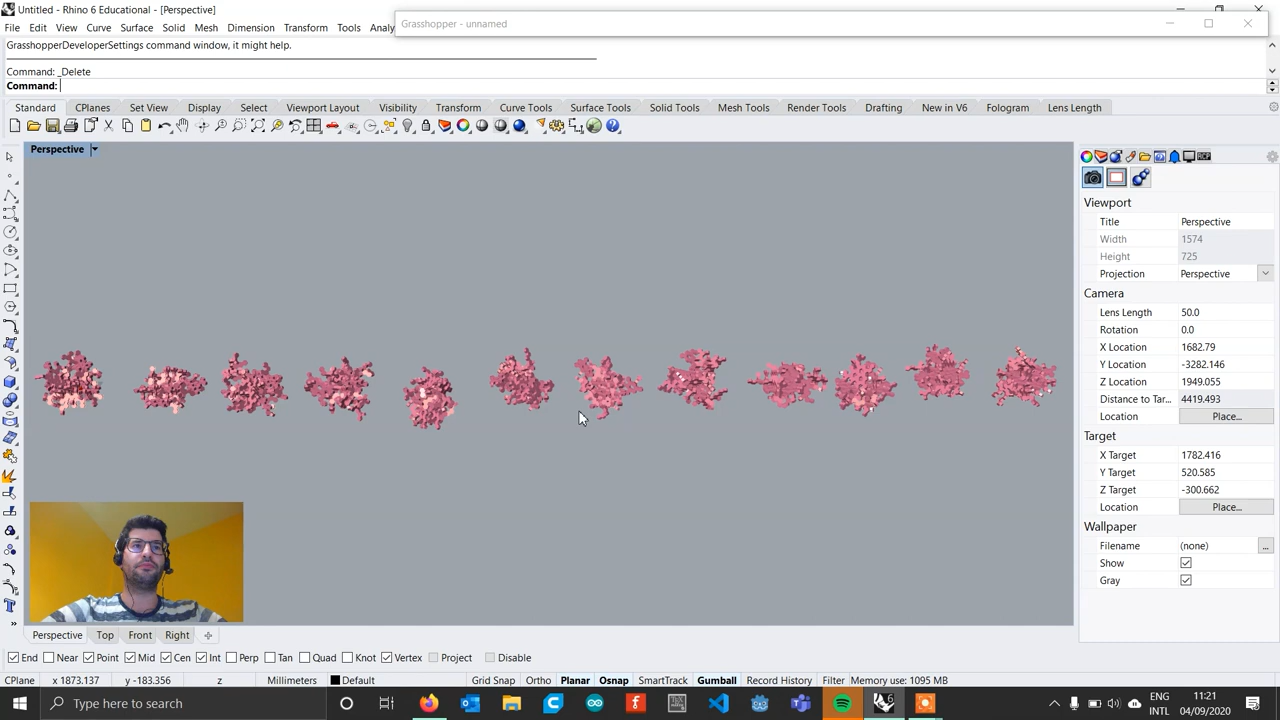 Untitled - Rhino 6 Educational - [Perspective]
Grasshopper - unnamed
File Edit View Curve Surface Solid Mesh Dimension Transform Tools Analy
GrasshopperDeveloperSettings command window, it might help.
Command: _Delete
Command:
Standard CPlanes Set View Display Select Viewport Layout Visibility Transform Curve Tools Surface Tools Solid Tools Mesh Tools Render Tools Drafting New in V6 Fologram Lens Length
Perspective
Viewport
Title Perspective
Width 1574
Height 725
Projection Perspective
Camera
Lens Length 50.0
Rotation 0.0
X Location 1682.79
Y Location -3282.146
Z Location 1949.055
Distance to Tar... 4419.493
Location Place...
Target
X Target 1782.416
Y Target 520.585
Z Target -300.662
Location Place...
Wallpaper
Filename (none) ...
Show
Gray
Perspective Top Front Right
End Near Point Mid Cen Int Perp Tan Quad Knot Vertex Project Disable
CPlane x 1873.137 y -183.356 z Millimeters Default Grid Snap Ortho Planar Osnap SmartTrack Gumball Record History Filter Memory use: 1095 MB
Type here to search
ENG
INTL
11:21
04/09/2020